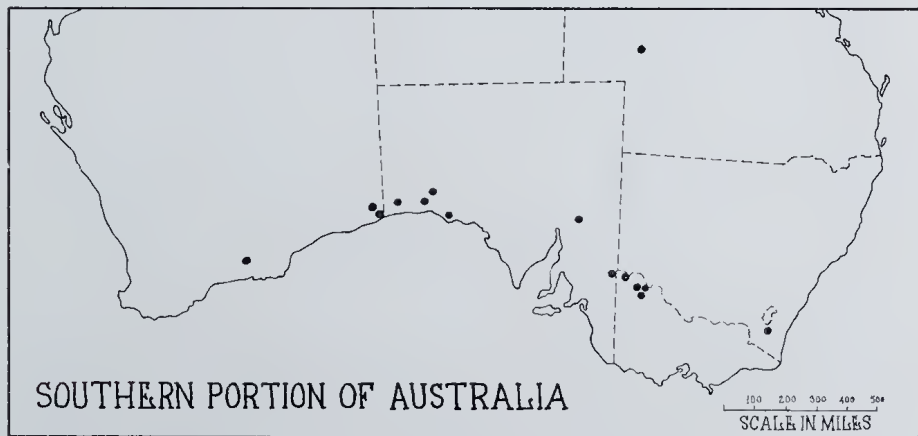 SOUTHERN PORTION OF AUSTRALIA
100 200 300 400 500
SCALE IN MILES